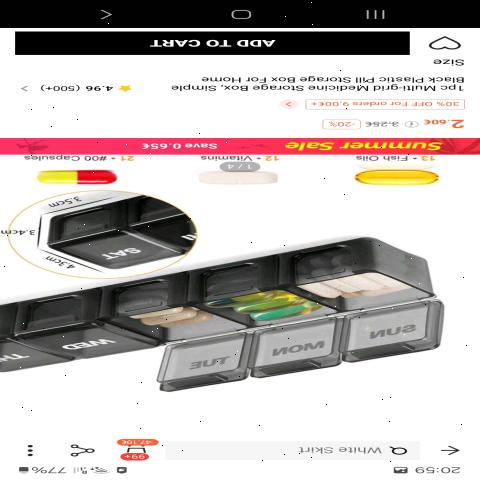 20:59
77%
White Skirt
99+
47.10€
SUN
MON
TUE
WED
SAT
4.3cm
3.4cm
3.5cm
13 • Fish Oils
12 • Vitamins
21 • #00 Capsules
1 / 4
Summer Sale
Save 0.65€
2.60€ 3.25€ -20%
30% OFF For orders 9.00€+
1pc Multi-grid Medicine Storage Box, Simple, Black Plastic Pill Storage Box For Home
4.96 (500+)
Size
ADD TO CART